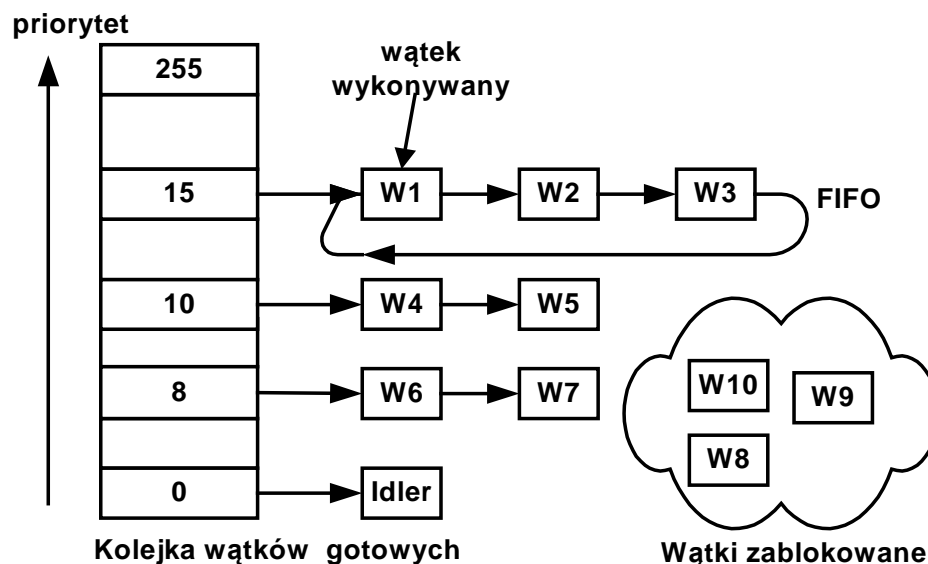 priorytet
255
wątek
wykonywany
15
W1
W2
W3
FIFO
10
W4
W5
8
W6
W7
W10
W9
W8
0
Idler
Kolejka wątków gotowych
Wątki zablokowane